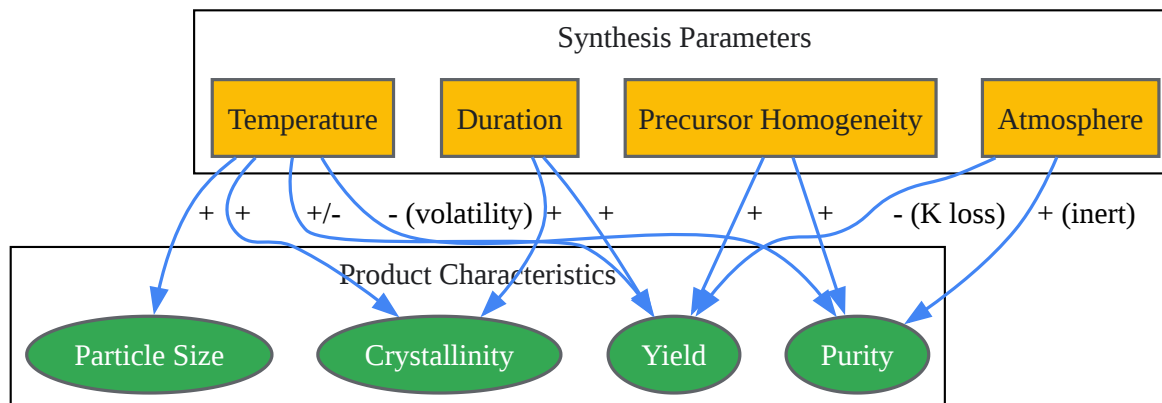 Synthesis Parameters
Temperature
Duration
Precursor Homogeneity
Atmosphere
+
+
+/-
- (volatility)
+
+
+
+
- (K loss)
+ (inert)
Product Characteristics
Particle Size
Crystallinity
Yield
Purity